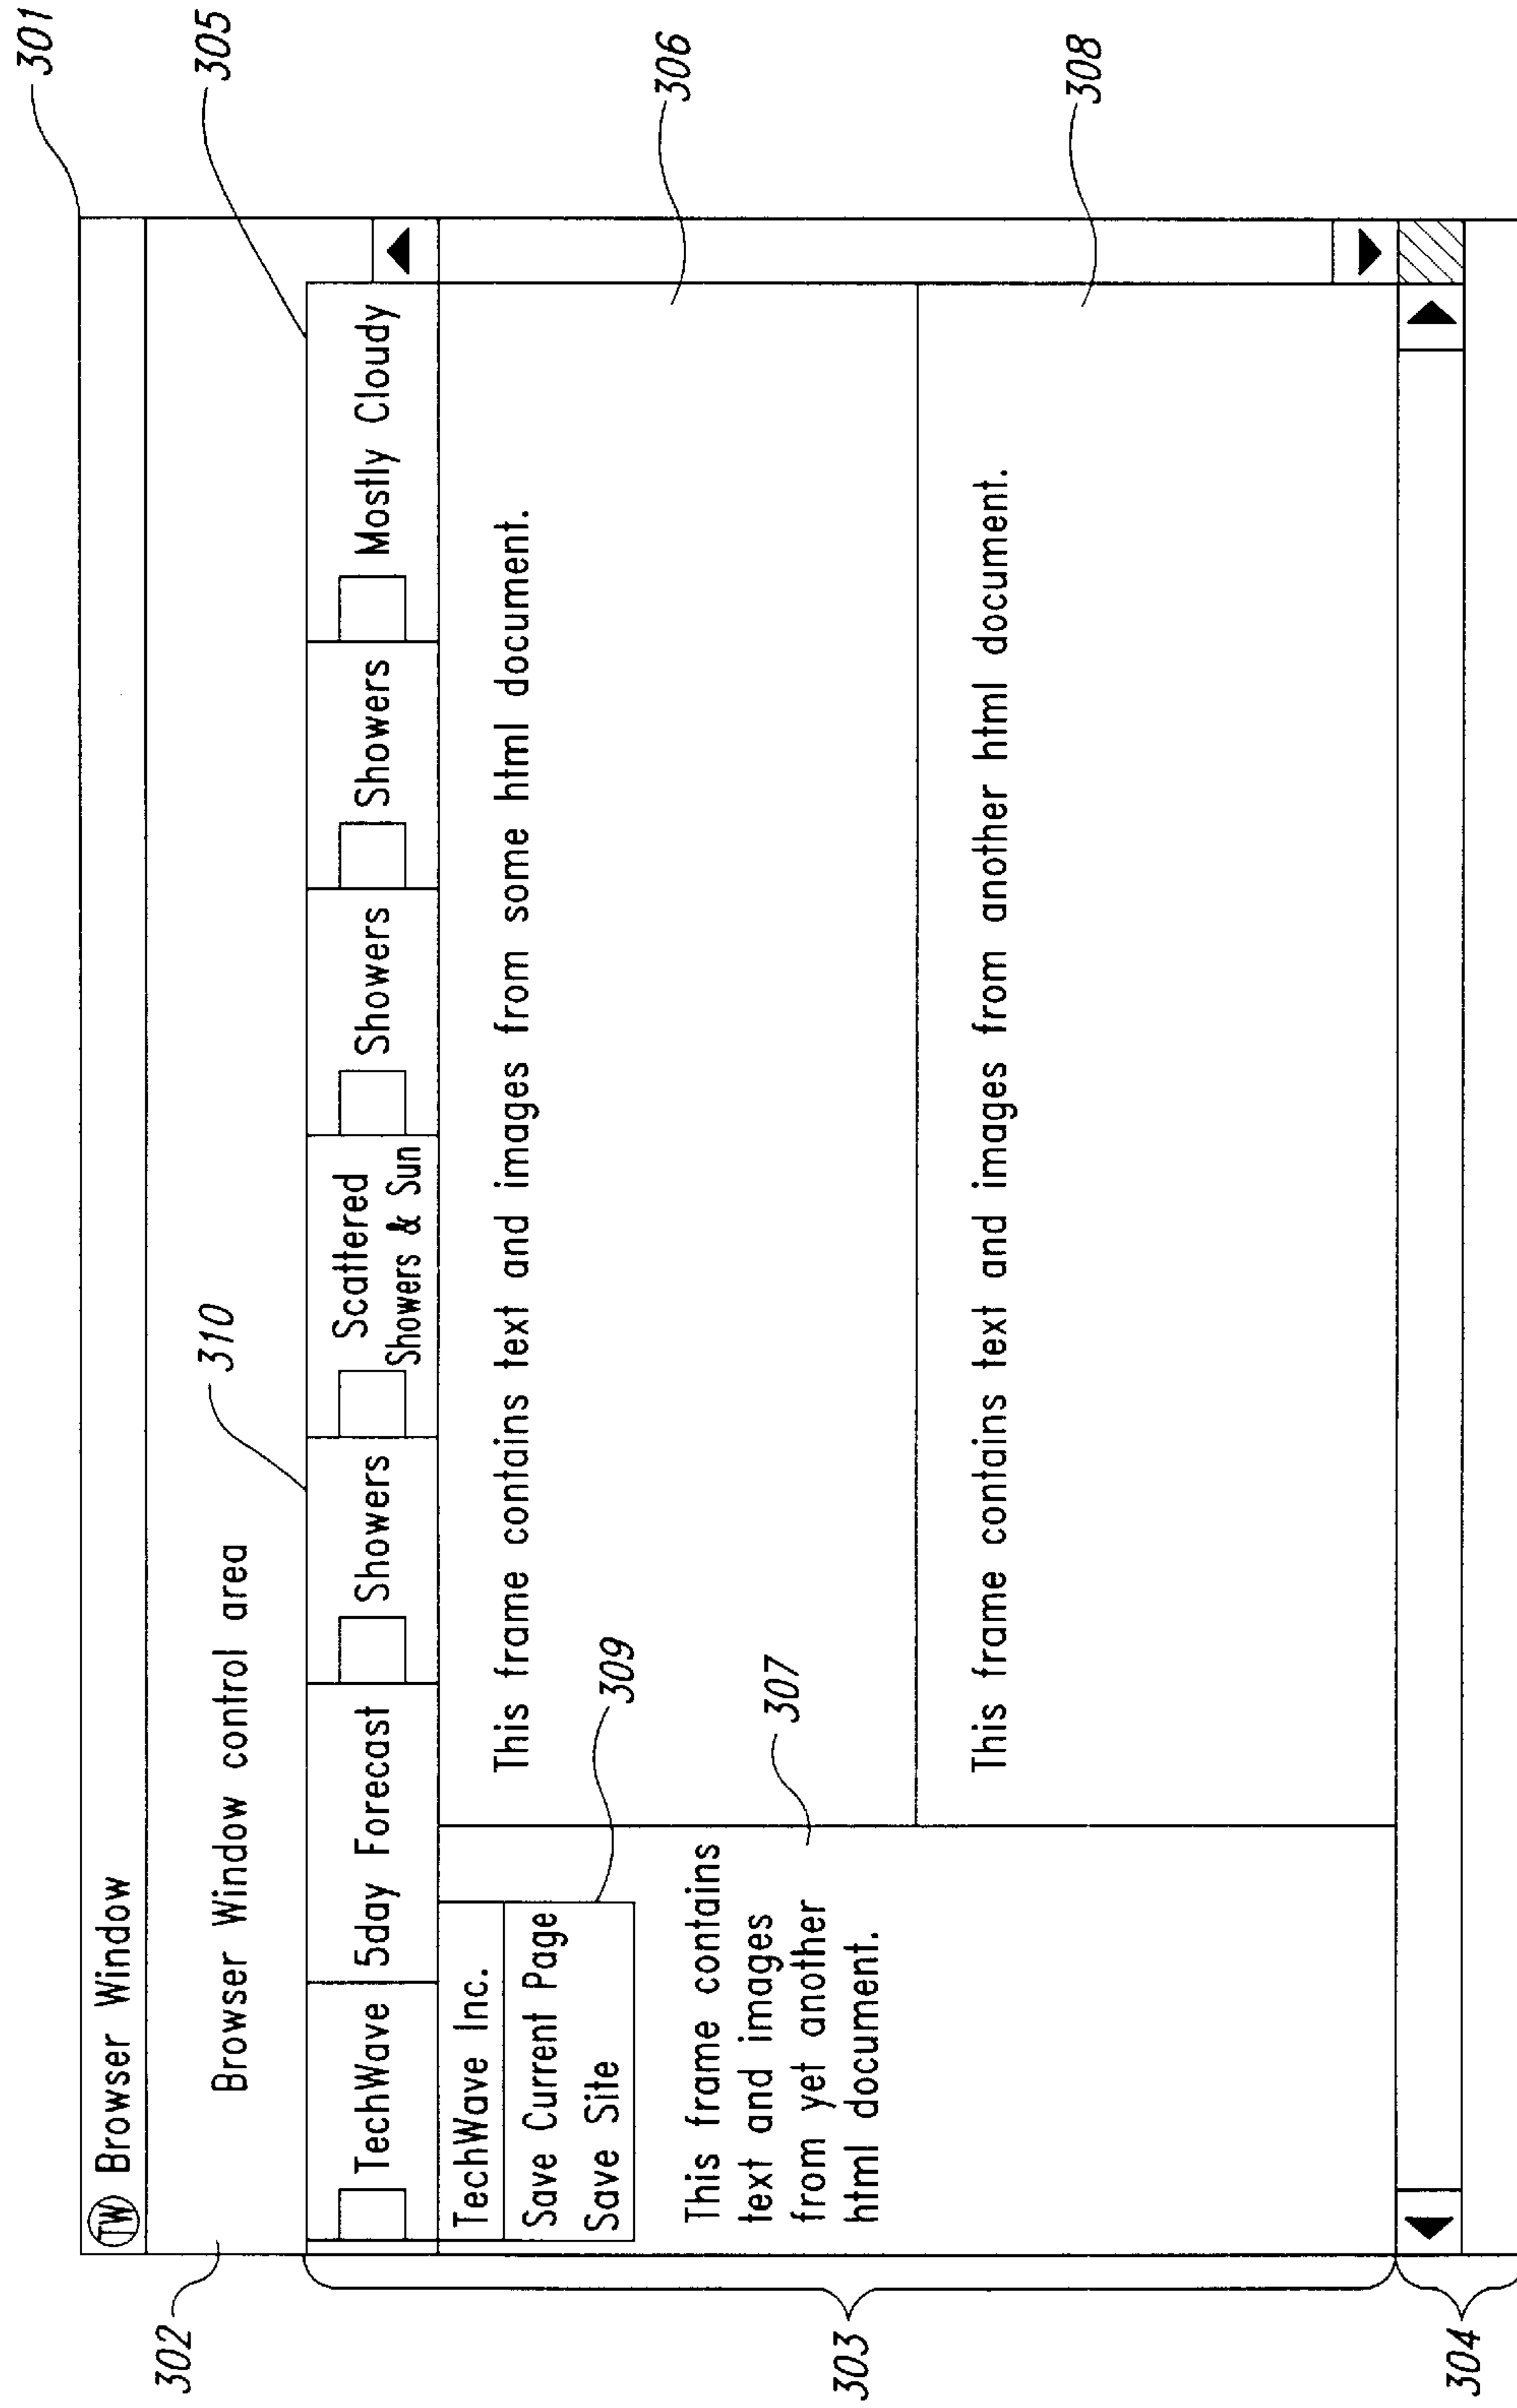 301
TW Browser Window
302
Browser Window control area
310
305
TechWave
5day Forecast
Showers
Scattered
Showers & Sun
Showers
Showers
Mostly Cloudy
TechWave Inc.
Save Current Page
Save Site
309
This frame contains text and images from some html document.
306
307
This frame contains
text and images
from yet another
html document.
303
This frame contains text and images from another html document.
308
304